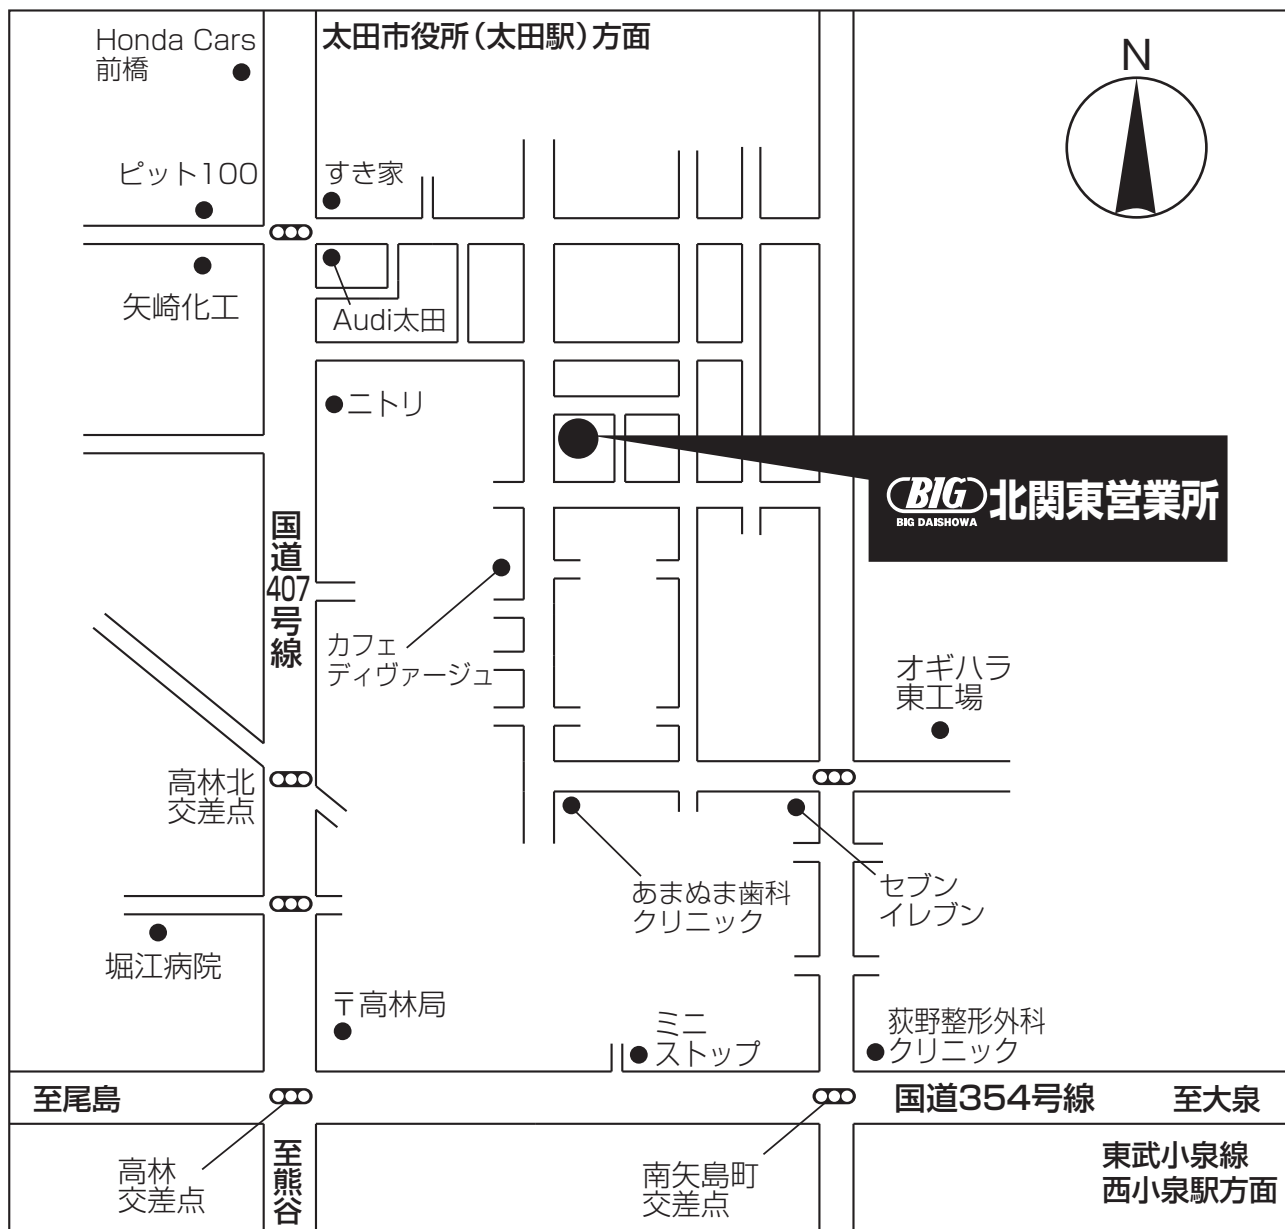 Honda Cars
前橋
太田市役所(太田駅)方面
N
ピット100
すき家
矢崎化工
Audi太田
ニトリ
BIG
BIG DAISHOWA
北関東営業所
国道407号線
カフェ
ディヴァージュ
オギハラ
東工場
高林北
交差点
あまぬま歯科
クリニック
セブン
イレブン
堀江病院
〒高林局
ミニ
ストップ
荻野整形外科
クリニック
至尾島
国道354号線
至大泉
高林
交差点
至熊谷
南矢島町
交差点
東武小泉線
西小泉駅方面